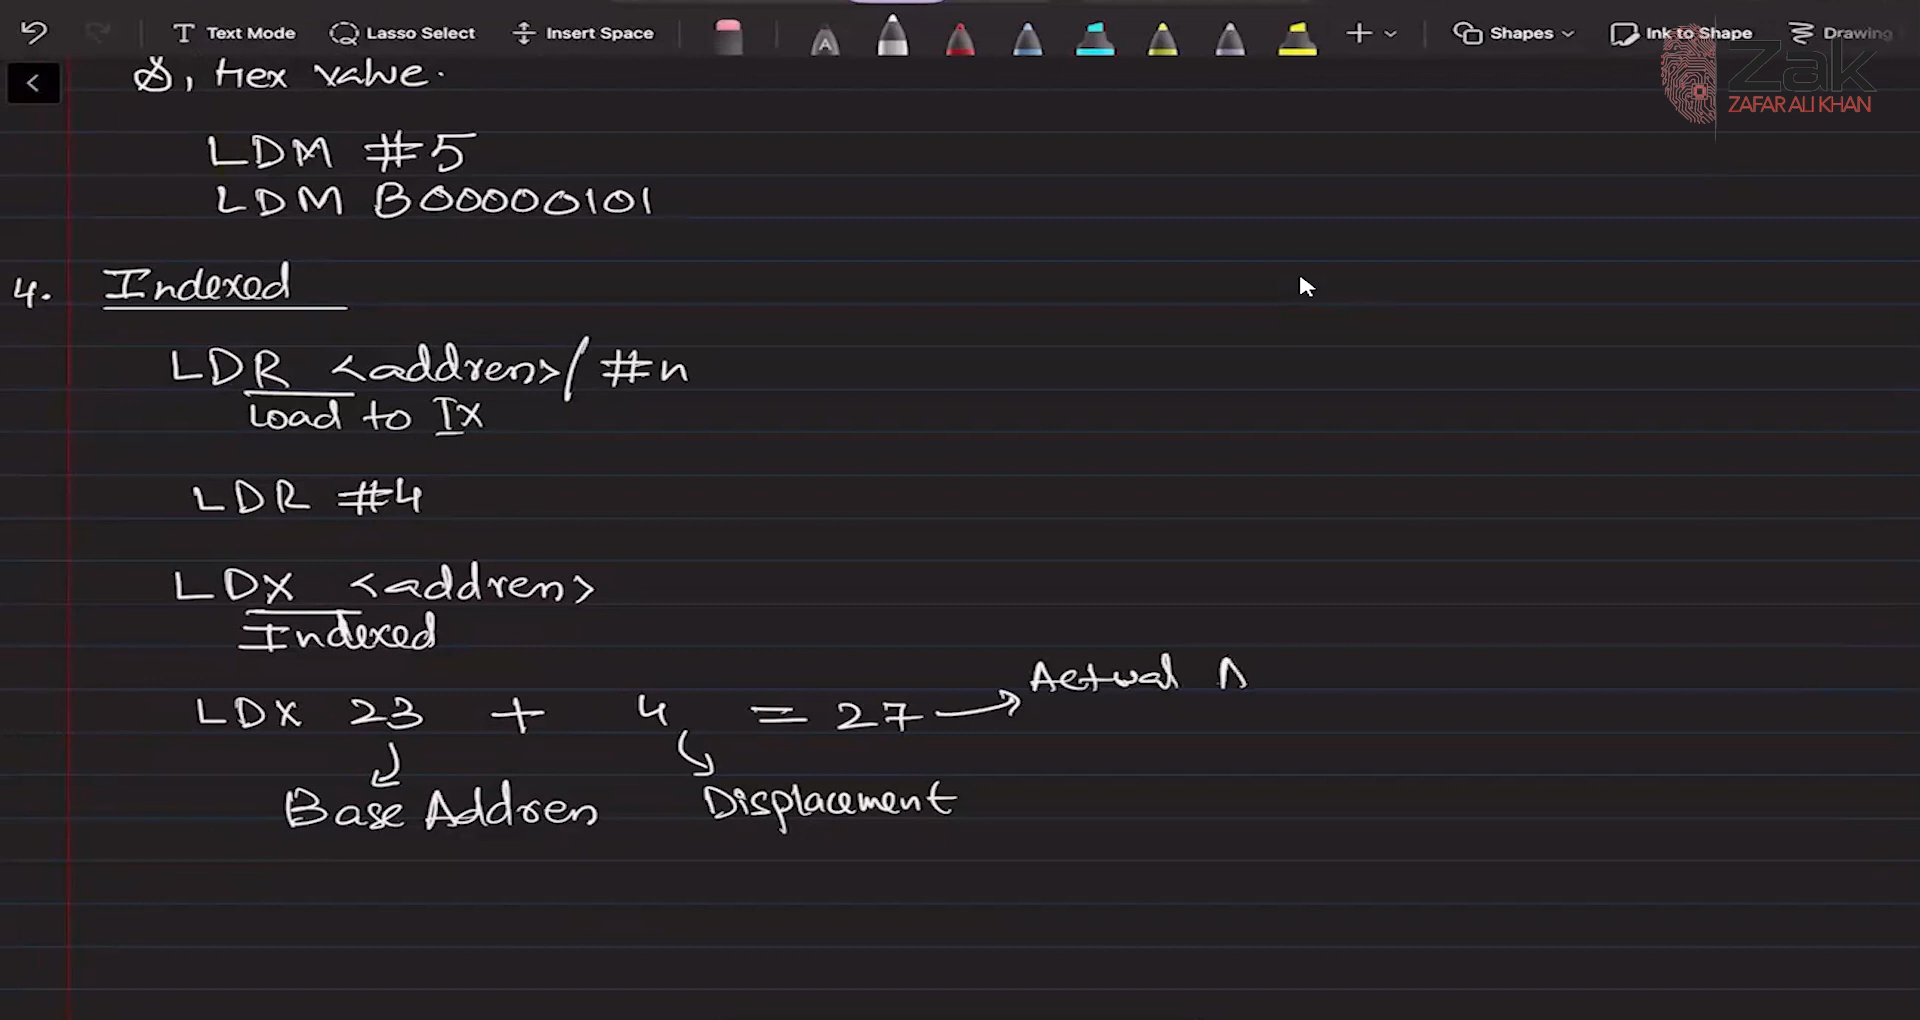 Text Mode Lasso Select Insert Space A Shapes Ink to Shape Drawing
Zak
ZAFAR ALI KHAN
&, Hex value.
LDM #5
LDM B00000101
4. Indexed
LDR <address>/ #n
Load to IX
LDR #4
LDX <address>
Indexed
LDX 23 + 4 = 27 → Actual A
Base Address Displacement